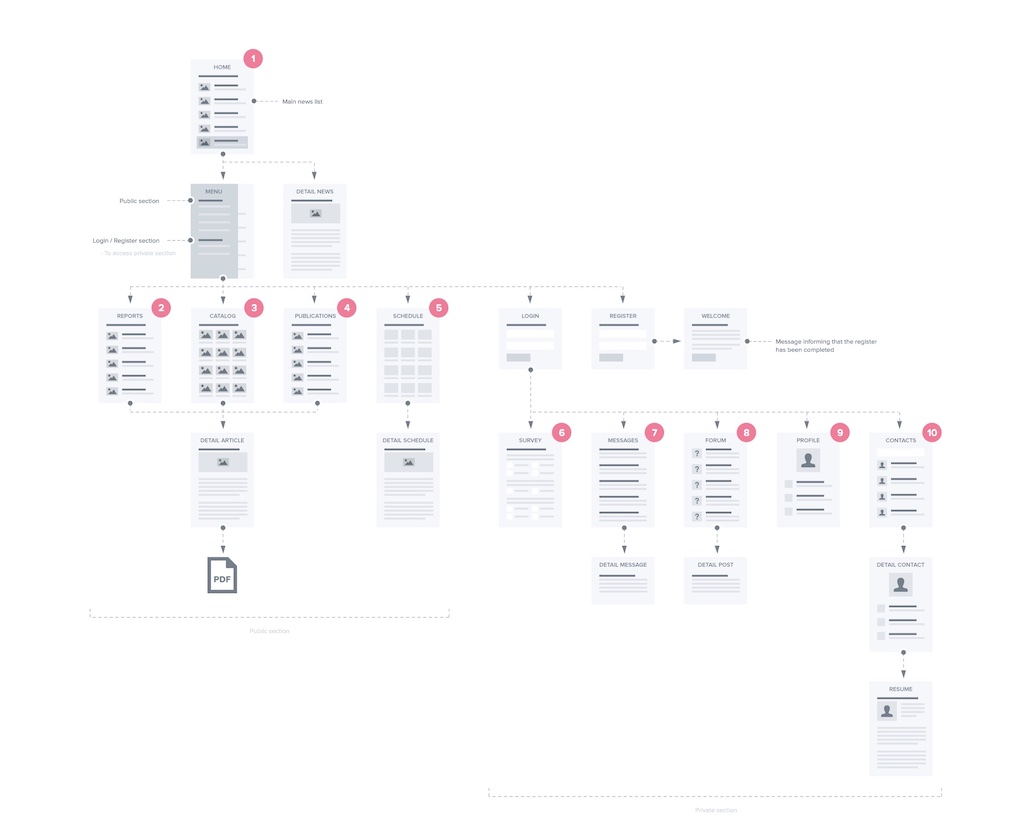 1
HOME
Main news list
MENU
DETAIL NEWS
Public section
Login / Register section
To access private section
2
3
4
5
REPORTS
CATALOG
PUBLICATIONS
SCHEDULE
LOGIN
REGISTER
WELCOME
Message informing that the register
has been completed
6
7
8
9
10
DETAIL ARTICLE
DETAIL SCHEDULE
SURVEY
MESSAGES
FORUM
PROFILE
CONTACTS
?
?
?
?
?
PDF
DETAIL MESSAGE
DETAIL POST
DETAIL CONTACT
Public section
RESUME
Private section